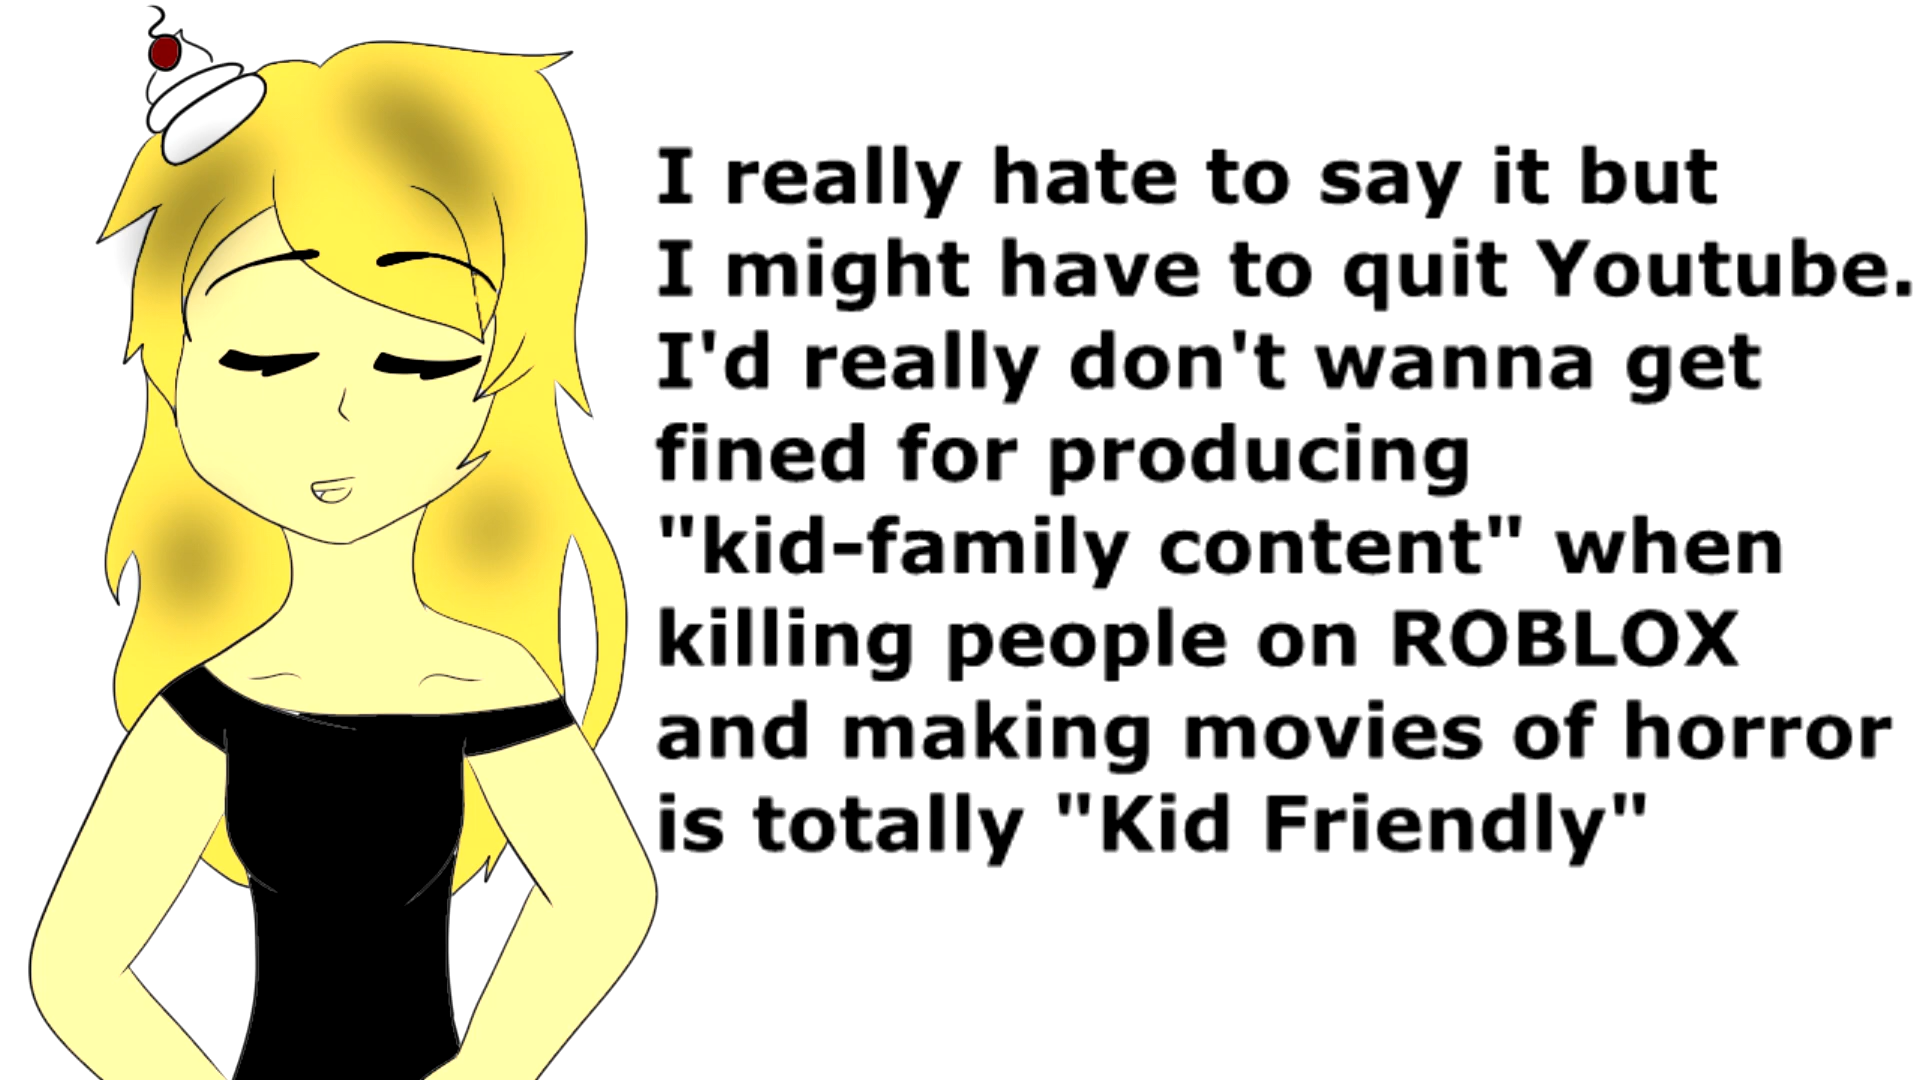 I really hate to say it but
I might have to quit Youtube.
I'd really don't wanna get
fined for producing
"kid-family content" when
killing people on ROBLOX
and making movies of horror
is totally "Kid Friendly"